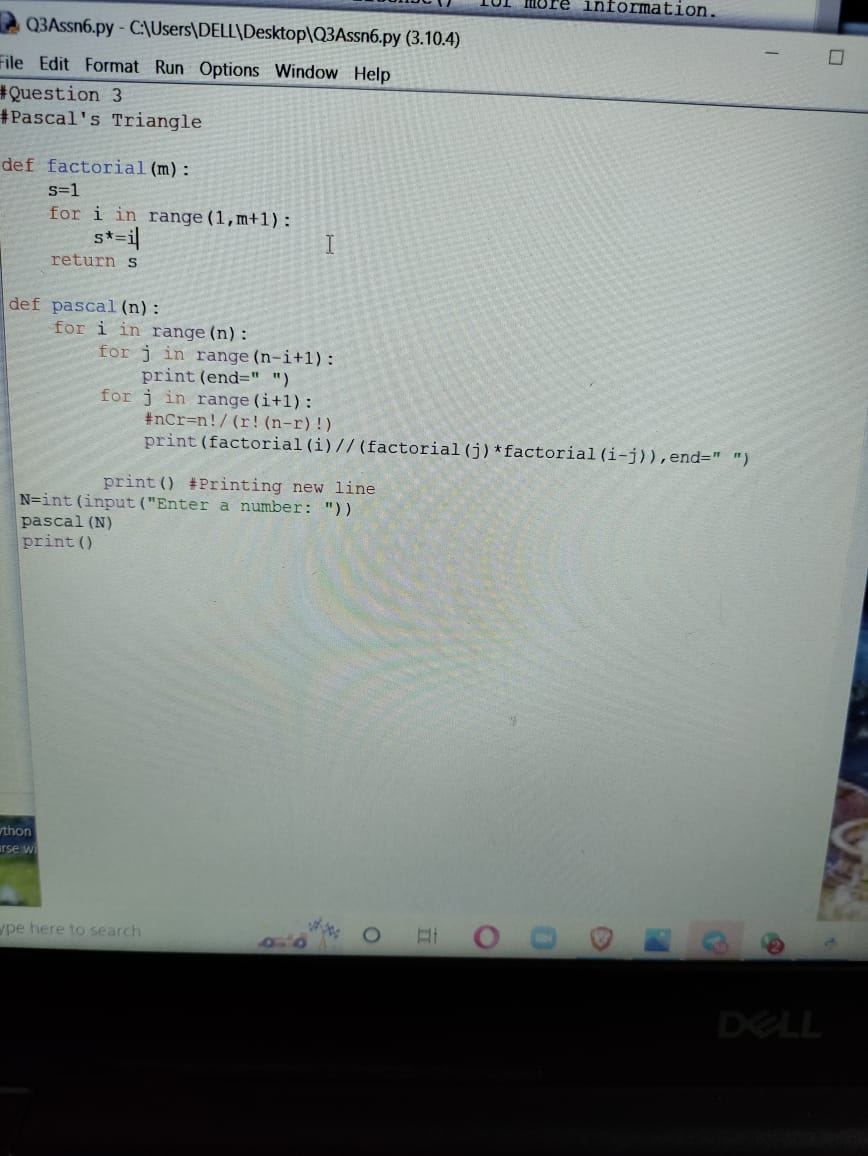 for more information.
Q3Assn6.py - C:\Users\DELL\Desktop\Q3Assn6.py (3.10.4)
File Edit Format Run Options Window Help
#Question 3
#Pascal's Triangle
def factorial(m):
    s=1
    for i in range(1,m+1):
        s*=i
    return s
def pascal(n):
    for i in range(n):
        for j in range(n-i+1):
            print(end=" ")
        for j in range(i+1):
            #nCr=n!/(r!(n-r)!)
            print(factorial(i)//(factorial(j)*factorial(i-j)),end=" ")
        print() #Printing new line
N=int(input("Enter a number: "))
pascal(N)
print()
ython
urse wi
ype here to search
2
DELL